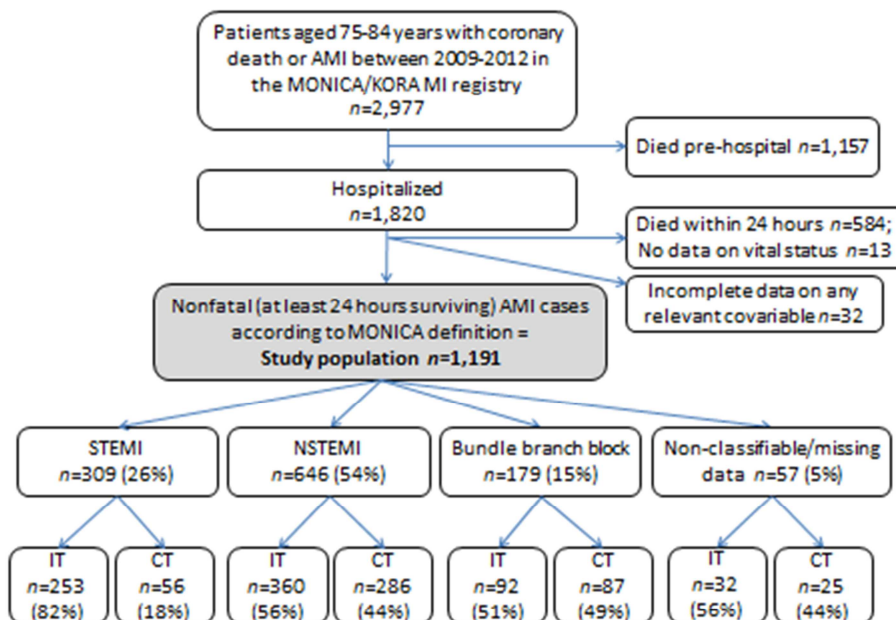 Patients aged 75-84 years with coronary
death or AMI between 2009-2012 in
the MONICA/KORA MI registry
n=2,977
Died pre-hospital n=1,157
Hospitalized
n=1,820
Died within 24 hours n=584;
No data on vital status n=13
Incomplete data on any
relevant covariable n=32
Nonfatal (at least 24 hours surviving) AMI cases
according to MONICA definition =
Study population n=1,191
STEMI
n=309 (26%)
NSTEMI
n=646 (54%)
Bundle branch block
n=179 (15%)
Non-classifiable/missing
data n=57 (5%)
IT
n=253
(82%)
CT
n=56
(18%)
IT
n=360
(56%)
CT
n=286
(44%)
IT
n=92
(51%)
CT
n=87
(49%)
IT
n=32
(56%)
CT
n=25
(44%)